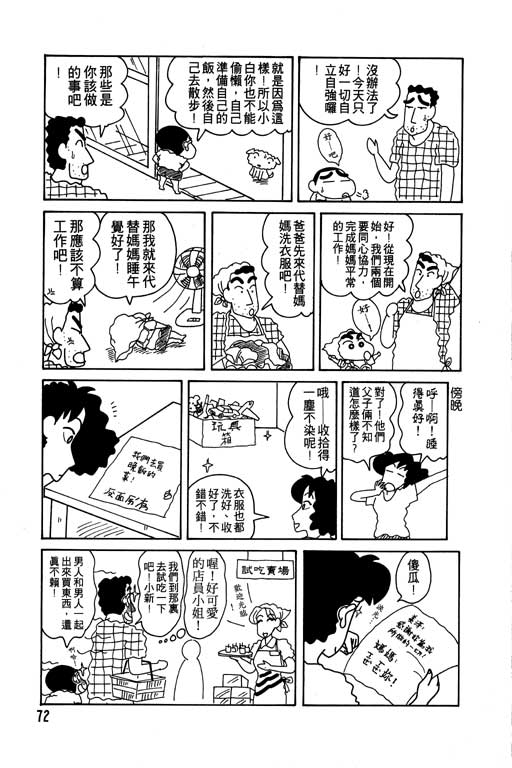 沒辦法了
！今天只
好一切自
立自強囉
！
好—吧！
就是因為這
樣！所以小
白你也不能
偷懶，自己
準備自己的
飯，然後自
己去散步！
那些是
你該做
的事吧
！
好！從現在開
始，我們兩個
要同心協力，
完成媽媽平常
的工作！
好—！
爸爸先來代替媽
媽洗衣服吧！
那我就來代
替媽媽睡午
覺好了！
那應該不算
工作吧！
傍晚
呼—啊！睡
得真好！
對了！他們
父子倆不知
道怎麼樣了？
哦—收拾得
一塵不染呢！
玩具
箱
衣服也都
洗好、收
好了，不
錯不錯！
我們去買
晚飯的
菜！
傻瓜！
媽媽，
歡迎光臨
試吃賣場
喔！好可愛
的店員小姐！
我們到那裏
去試吃一下
吧！小新！
男人和男人一起
出來買東西，還
真不賴！
72